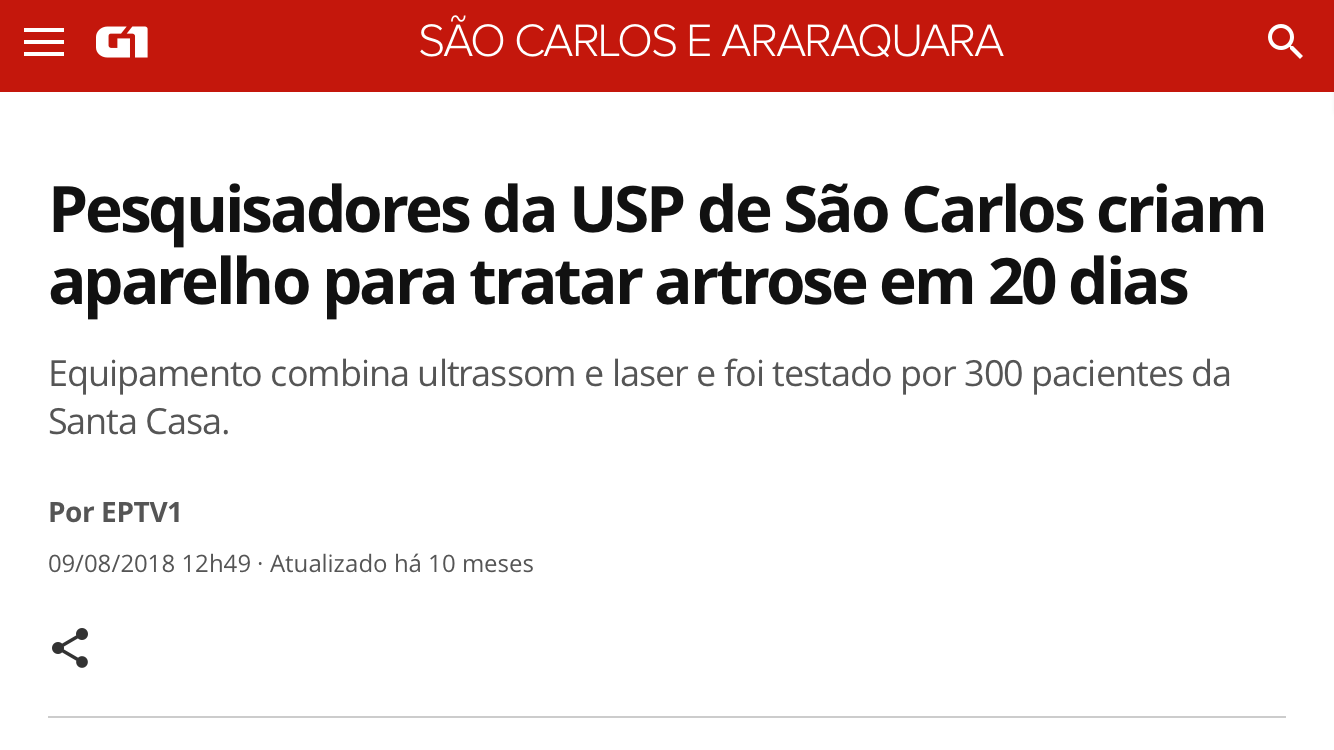 G1
SÃO CARLOS E ARARAQUARA
Pesquisadores da USP de São Carlos criam
aparelho para tratar artrose em 20 dias
Equipamento combina ultrassom e laser e foi testado por 300 pacientes da
Santa Casa.
Por EPTV1
09/08/2018 12h49 · Atualizado há 10 meses